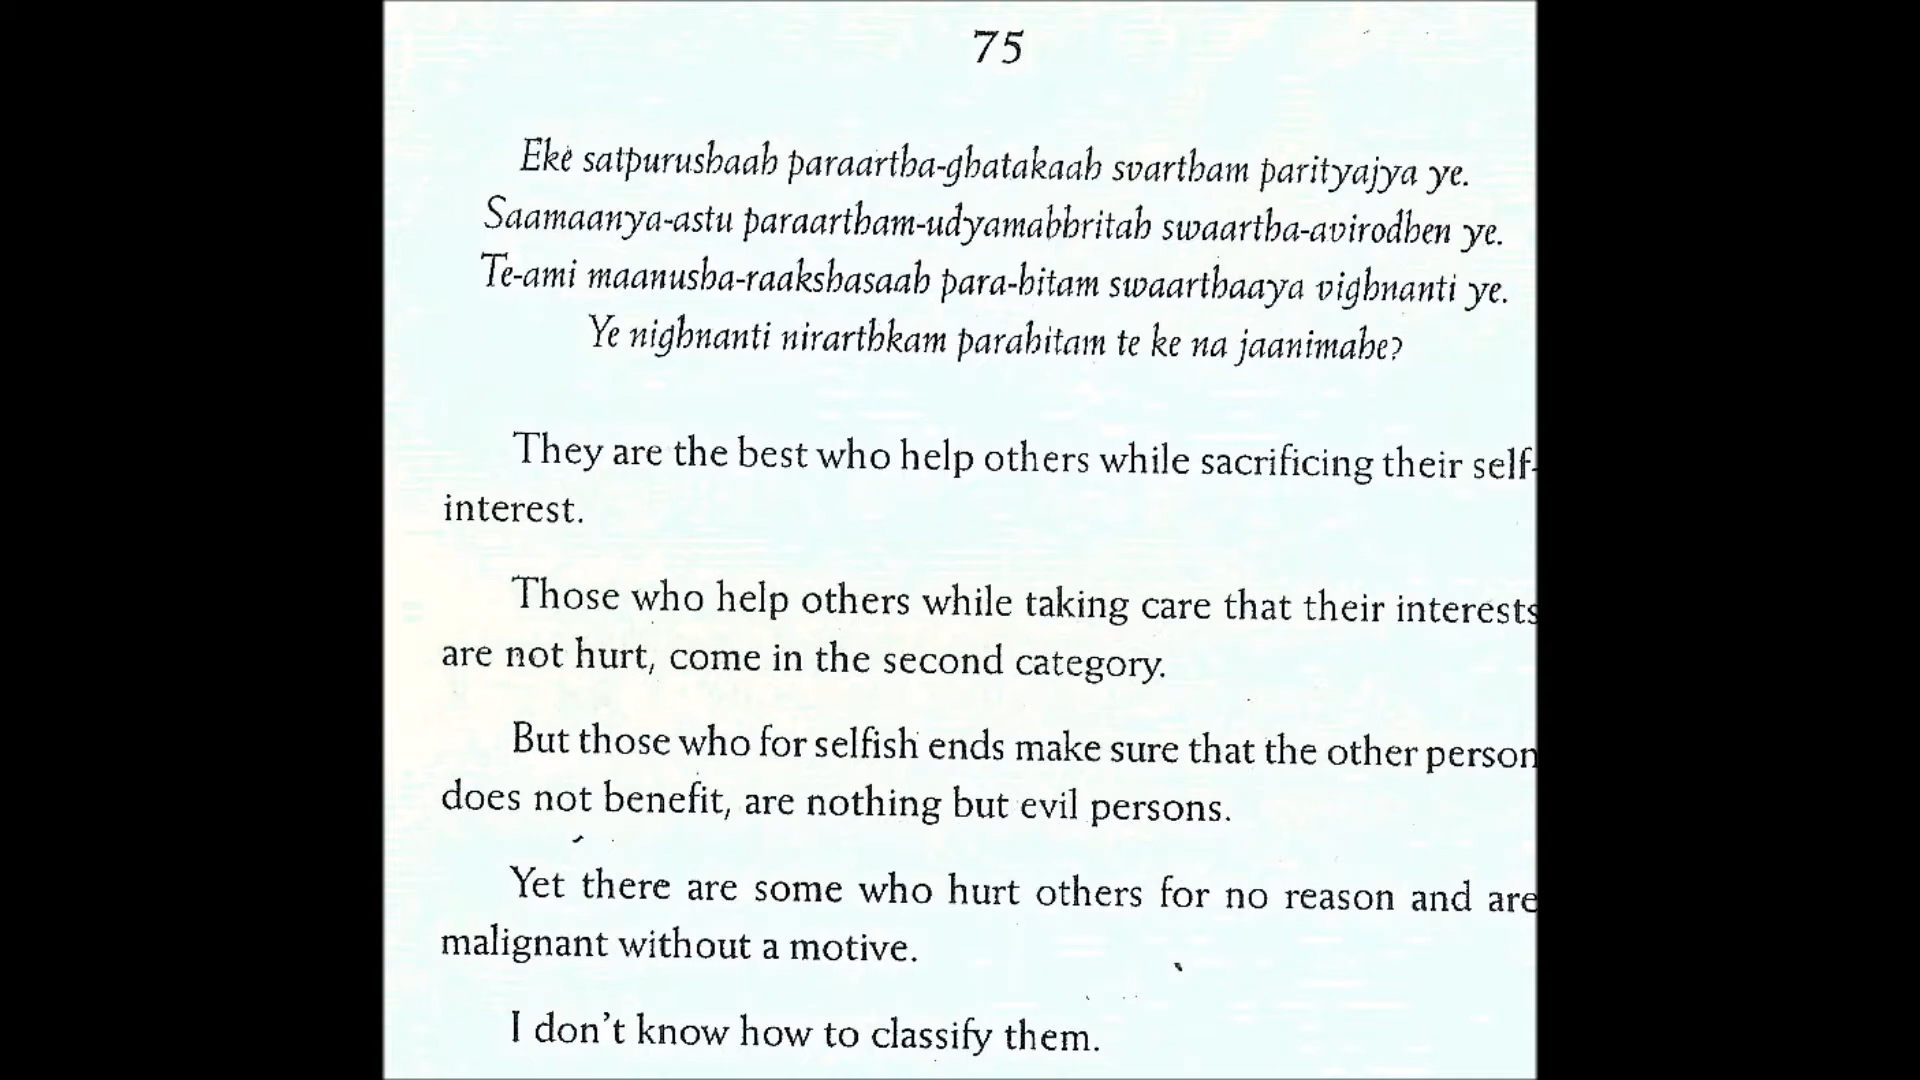 75
Eke satpurushaah paraartha-ghatakaah svartham parityajya ye.
Saamaanya-astu paraartham-udyamabhritah swaartha-avirodhen ye.
Te-ami maanusha-raakshasaah para-hitam swaarthaaya vighnanti ye.
Ye nighnanti nirarthkam parahitam te ke na jaanimahe?
They are the best who help others while sacrificing their self-
interest.
Those who help others while taking care that their interests
are not hurt, come in the second category.
But those who for selfish ends make sure that the other person
does not benefit, are nothing but evil persons.
Yet there are some who hurt others for no reason and are
malignant without a motive.
I don't know how to classify them.